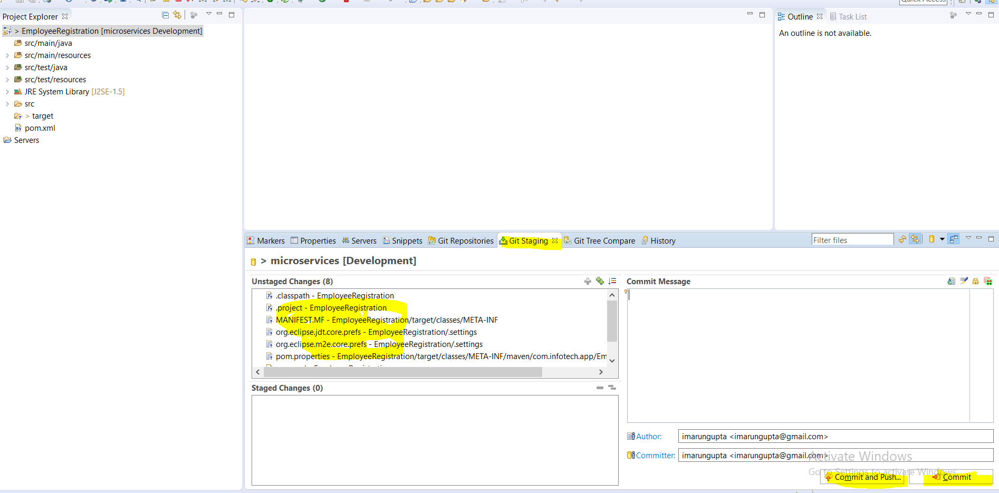 Quick Access
Project Explorer
> EmployeeRegistration [microservices Development]
src/main/java
src/main/resources
src/test/java
src/test/resources
JRE System Library [J2SE-1.5]
src
> target
pom.xml
Servers
Outline Task List
An outline is not available.
Markers Properties Servers Snippets Git Repositories Git Staging Git Tree Compare History
Filter files
> microservices [Development]
Unstaged Changes (8)
.classpath - EmployeeRegistration
.project - EmployeeRegistration
MANIFEST.MF - EmployeeRegistration/target/classes/META-INF
org.eclipse.jdt.core.prefs - EmployeeRegistration/.settings
org.eclipse.m2e.core.prefs - EmployeeRegistration/.settings
pom.properties - EmployeeRegistration/target/classes/META-INF/maven/com.infotech.app/Em
Staged Changes (0)
Commit Message
Author: imarungupta <imarungupta@gmail.com>
Committer: imarungupta <imarungupta@gmail.com>
Activate Windows
Go to Settings to activate Windows.
Commit and Push... Commit